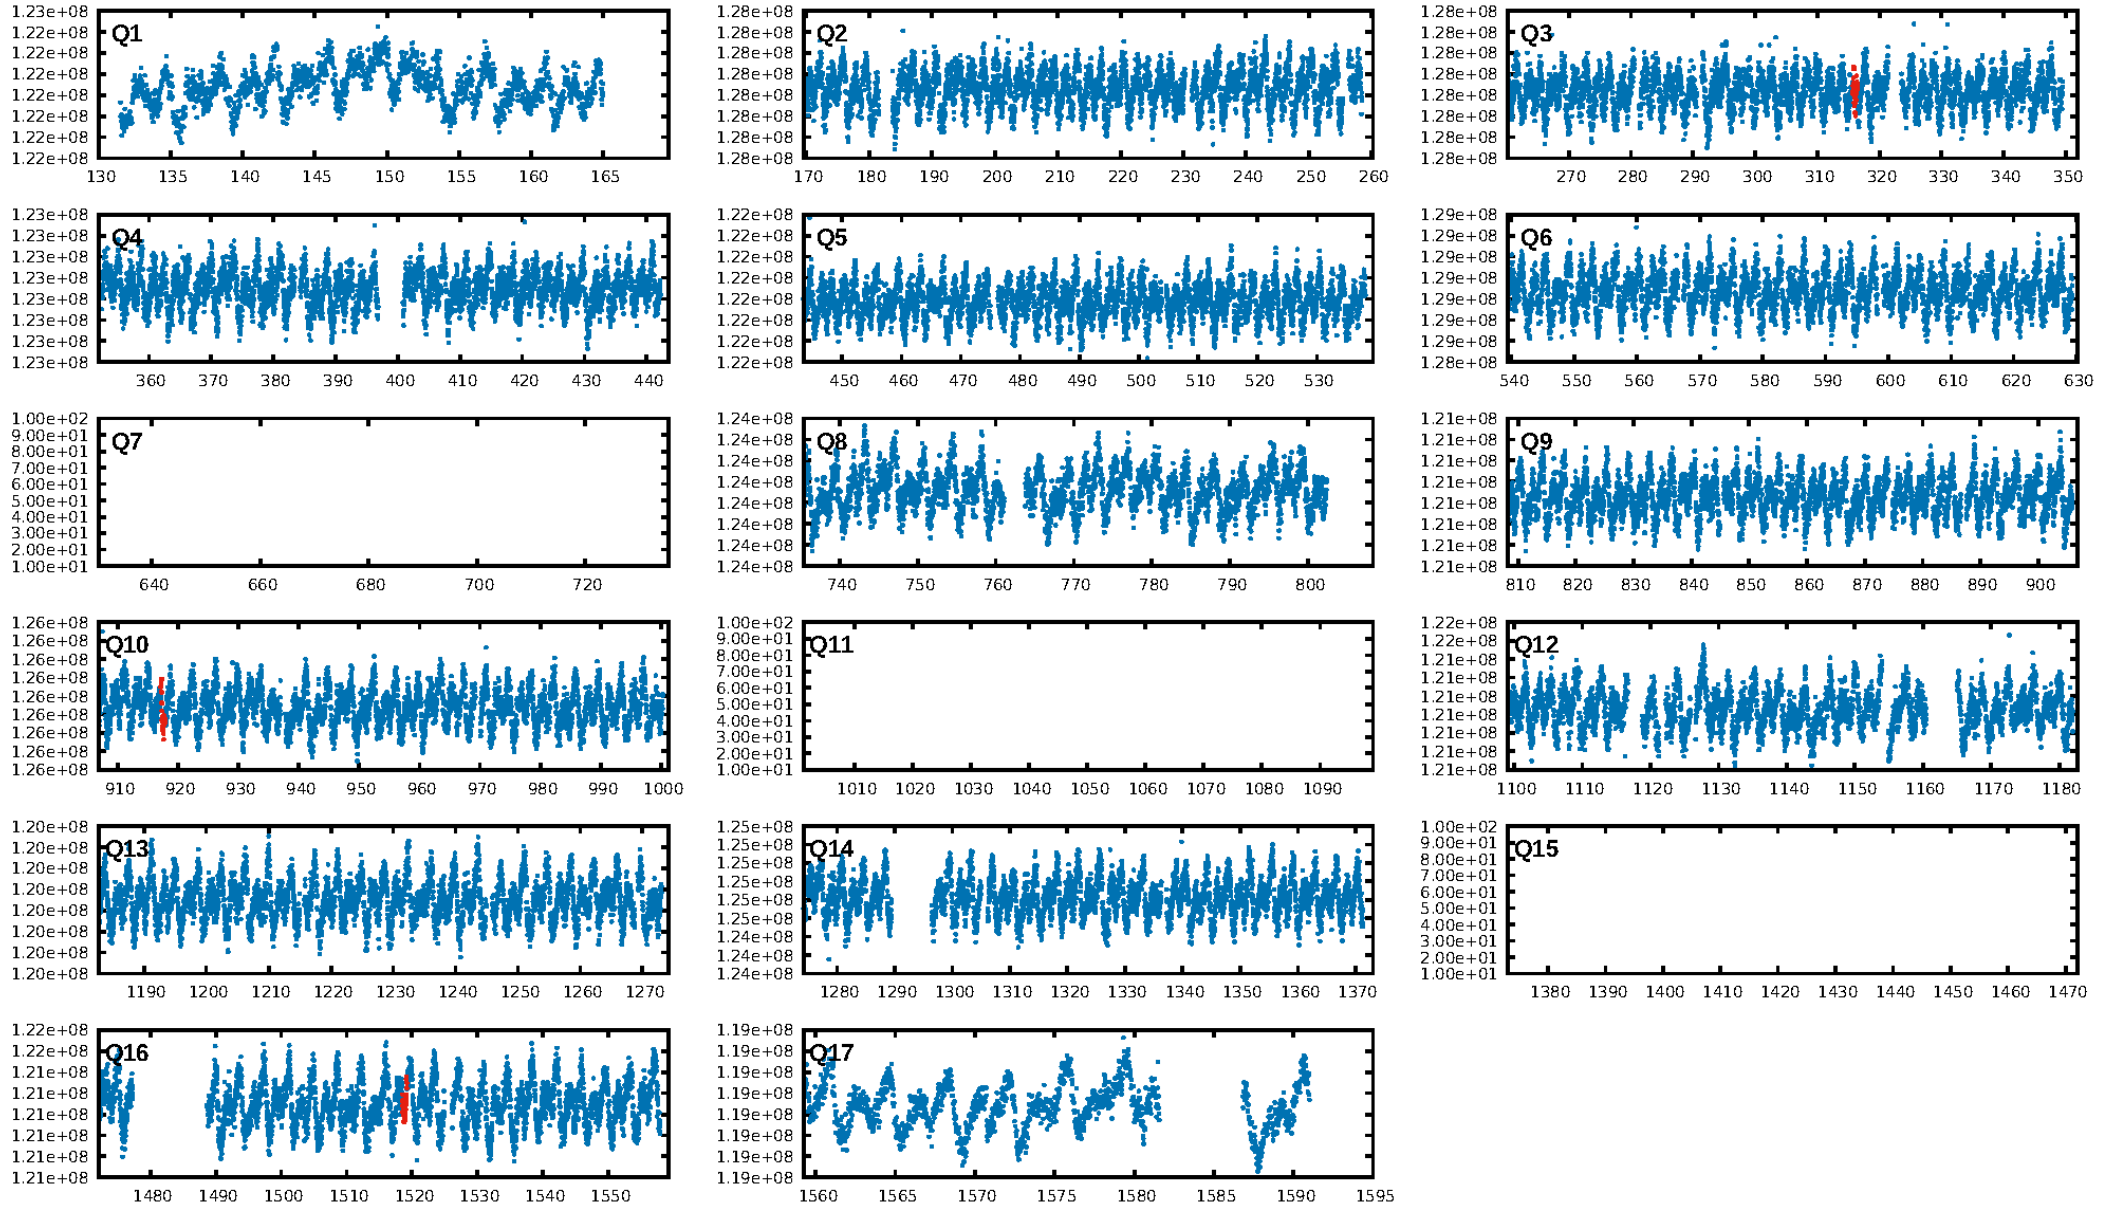 1.23e+08
1.22e+08
1.22e+08
1.22e+08
1.22e+08
1.22e+08
1.22e+08
1.22e+08
Q1
130 135 140 145 150 155 160 165
1.28e+08
1.28e+08
1.28e+08
1.28e+08
1.28e+08
1.28e+08
1.28e+08
1.28e+08
Q2
170 180 190 200 210 220 230 240 250 260
1.28e+08
1.28e+08
1.28e+08
1.28e+08
1.28e+08
1.28e+08
1.28e+08
1.28e+08
Q3
270 280 290 300 310 320 330 340 350
1.23e+08
1.23e+08
1.23e+08
1.23e+08
1.23e+08
1.23e+08
1.23e+08
1.23e+08
Q4
360 370 380 390 400 410 420 430 440
1.22e+08
1.22e+08
1.22e+08
1.22e+08
1.22e+08
1.22e+08
1.22e+08
1.22e+08
Q5
450 460 470 480 490 500 510 520 530
1.29e+08
1.29e+08
1.29e+08
1.29e+08
1.29e+08
1.29e+08
1.29e+08
1.28e+08
Q6
540 550 560 570 580 590 600 610 620 630
1.00e+02
9.00e+01
8.00e+01
7.00e+01
6.00e+01
5.00e+01
4.00e+01
3.00e+01
2.00e+01
1.00e+01
Q7
640 660 680 700 720
1.24e+08
1.24e+08
1.24e+08
1.24e+08
1.24e+08
1.24e+08
1.24e+08
1.24e+08
Q8
740 750 760 770 780 790 800
1.21e+08
1.21e+08
1.21e+08
1.21e+08
1.21e+08
1.21e+08
1.21e+08
1.21e+08
Q9
810 820 830 840 850 860 870 880 890 900
1.26e+08
1.26e+08
1.26e+08
1.26e+08
1.26e+08
1.26e+08
1.26e+08
1.26e+08
1.26e+08
Q10
910 920 930 940 950 960 970 980 990 1000
1.00e+02
9.00e+01
8.00e+01
7.00e+01
6.00e+01
5.00e+01
4.00e+01
3.00e+01
2.00e+01
1.00e+01
Q11
1010 1020 1030 1040 1050 1060 1070 1080 1090
1.22e+08
1.22e+08
1.21e+08
1.21e+08
1.21e+08
1.21e+08
1.21e+08
1.21e+08
1.21e+08
Q12
1100 1110 1120 1130 1140 1150 1160 1170 1180
1.20e+08
1.20e+08
1.20e+08
1.20e+08
1.20e+08
1.20e+08
1.20e+08
1.20e+08
Q13
1190 1200 1210 1220 1230 1240 1250 1260 1270
1.25e+08
1.25e+08
1.25e+08
1.25e+08
1.25e+08
1.25e+08
1.24e+08
1.24e+08
1.24e+08
Q14
1280 1290 1300 1310 1320 1330 1340 1350 1360 1370
1.00e+02
9.00e+01
8.00e+01
7.00e+01
6.00e+01
5.00e+01
4.00e+01
3.00e+01
2.00e+01
1.00e+01
Q15
1380 1390 1400 1410 1420 1430 1440 1450 1460 1470
1.22e+08
1.22e+08
1.21e+08
1.21e+08
1.21e+08
1.21e+08
1.21e+08
1.21e+08
Q16
1480 1490 1500 1510 1520 1530 1540 1550
1.19e+08
1.19e+08
1.19e+08
1.19e+08
1.19e+08
1.19e+08
1.19e+08
1.19e+08
Q17
1560 1565 1570 1575 1580 1585 1590 1595